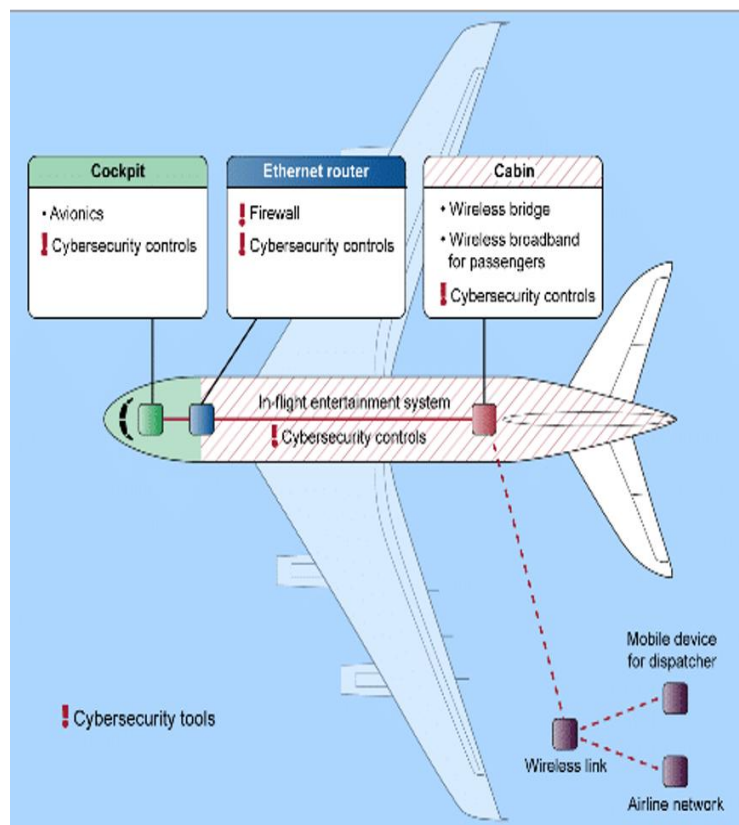 Cockpit
• Avionics
! Cybersecurity controls
Ethernet router
! Firewall
! Cybersecurity controls
Cabin
• Wireless bridge
• Wireless broadband
for passengers
! Cybersecurity controls
In-flight entertainment system
! Cybersecurity controls
Mobile device
for dispatcher
! Cybersecurity tools
Wireless link
Airline network